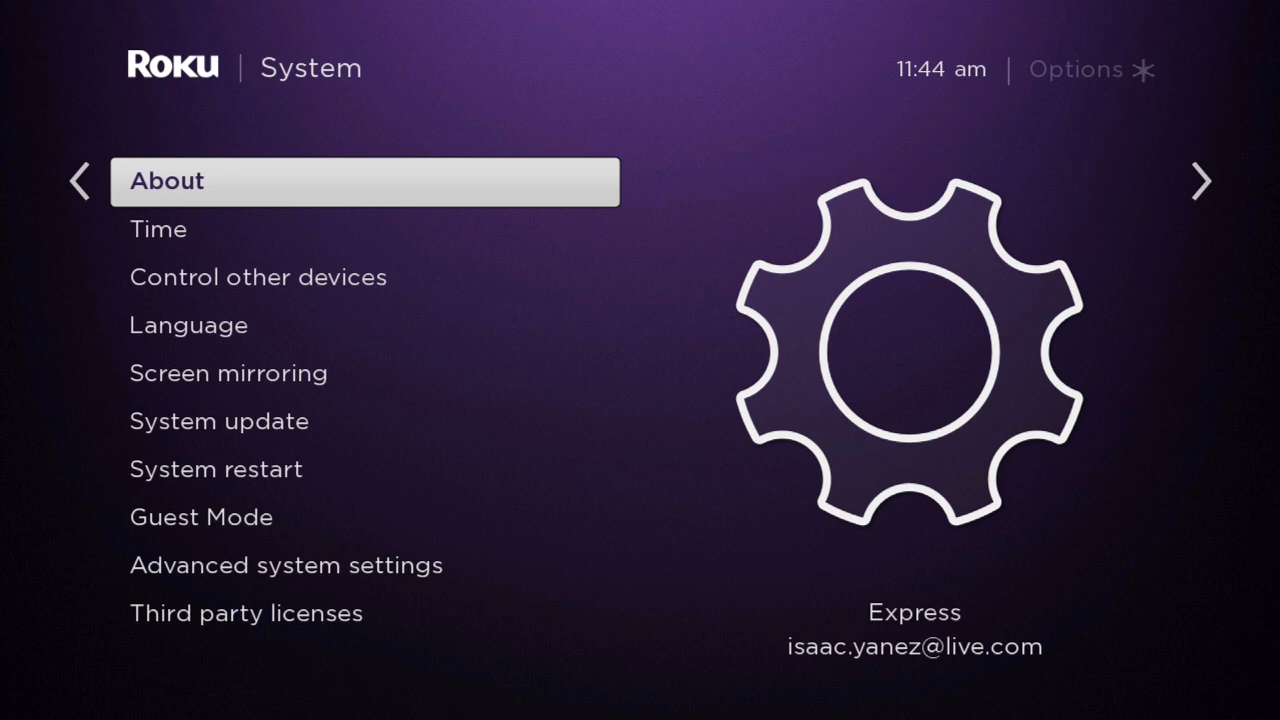 Roku | System
11:44 am | Options
About
Time
Control other devices
Language
Screen mirroring
System update
System restart
Guest Mode
Advanced system settings
Third party licenses
Express
isaac.yanez@live.com